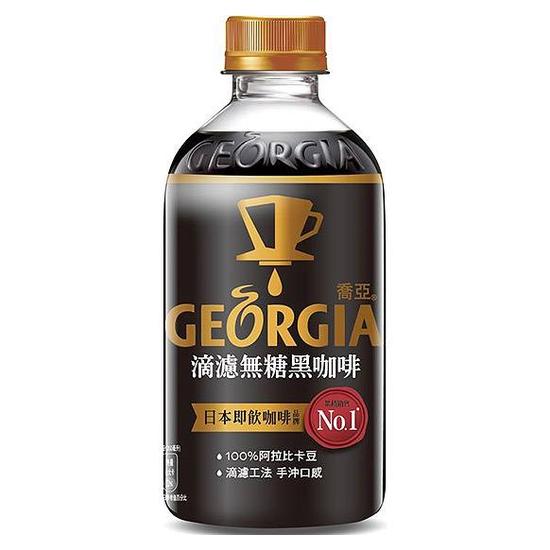 GEORGIA
喬亞®
GEORGIA
滴濾無糖黑咖啡
日本即飲咖啡品牌
No.1*
• 100%阿拉比卡豆
• 滴濾工法 手沖口感